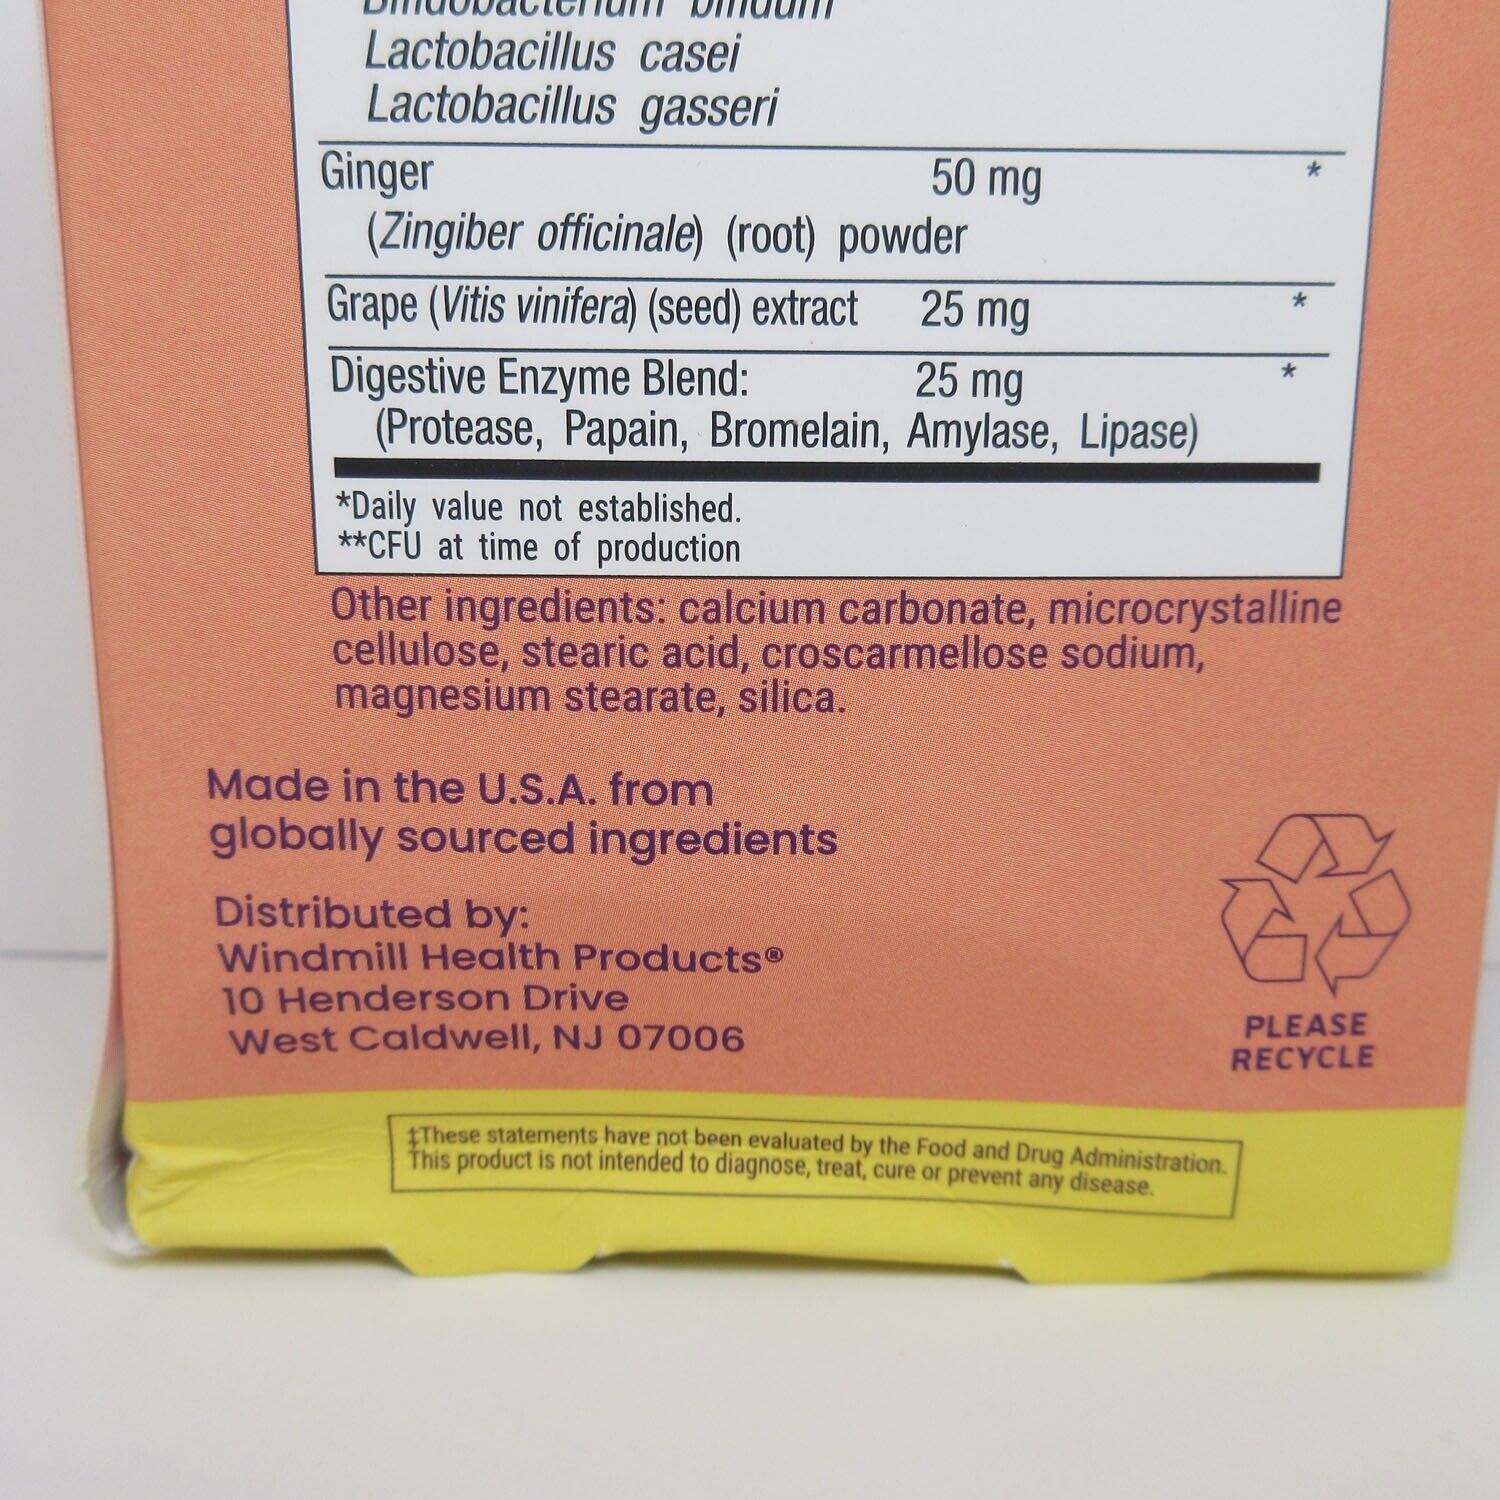 Bifidobacterium bifidum
Lactobacillus casei
Lactobacillus gasseri
Ginger 50 mg *
(Zingiber officinale) (root) powder
Grape (Vitis vinifera) (seed) extract 25 mg *
Digestive Enzyme Blend: 25 mg *
(Protease, Papain, Bromelain, Amylase, Lipase)
*Daily value not established.
**CFU at time of production
Other ingredients: calcium carbonate, microcrystalline
cellulose, stearic acid, croscarmellose sodium,
magnesium stearate, silica.
Made in the U.S.A. from
globally sourced ingredients
Distributed by:
Windmill Health Products®
10 Henderson Drive
West Caldwell, NJ 07006
PLEASE
RECYCLE
‡These statements have not been evaluated by the Food and Drug Administration.
This product is not intended to diagnose, treat, cure or prevent any disease.